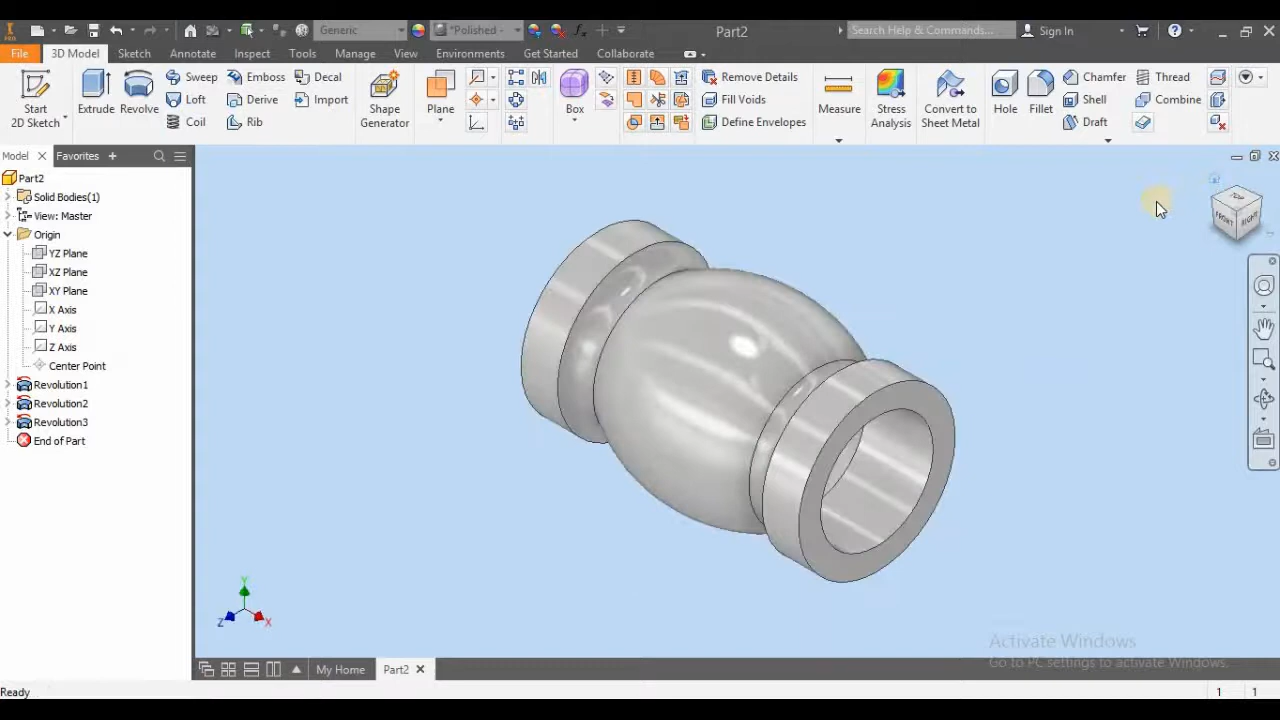 Generic
*Polished -
Part2
Search Help & Commands...
Sign In
File
3D Model
Sketch
Annotate
Inspect
Tools
Manage
View
Environments
Get Started
Collaborate
Start
2D Sketch
Extrude
Revolve
Sweep
Loft
Coil
Emboss
Derive
Rib
Decal
Import
Shape
Generator
Plane
Box
Remove Details
Fill Voids
Define Envelopes
Measure
Stress
Analysis
Convert to
Sheet Metal
Hole
Fillet
Chamfer
Shell
Draft
Thread
Combine
Model
Favorites
Part2
Solid Bodies(1)
View: Master
Origin
YZ Plane
XZ Plane
XY Plane
X Axis
Y Axis
Z Axis
Center Point
Revolution1
Revolution2
Revolution3
End of Part
TOP
FRONT
RIGHT
Y
Z
X
Activate Windows
Go to PC settings to activate Windows.
My Home
Part2
Ready
1
1